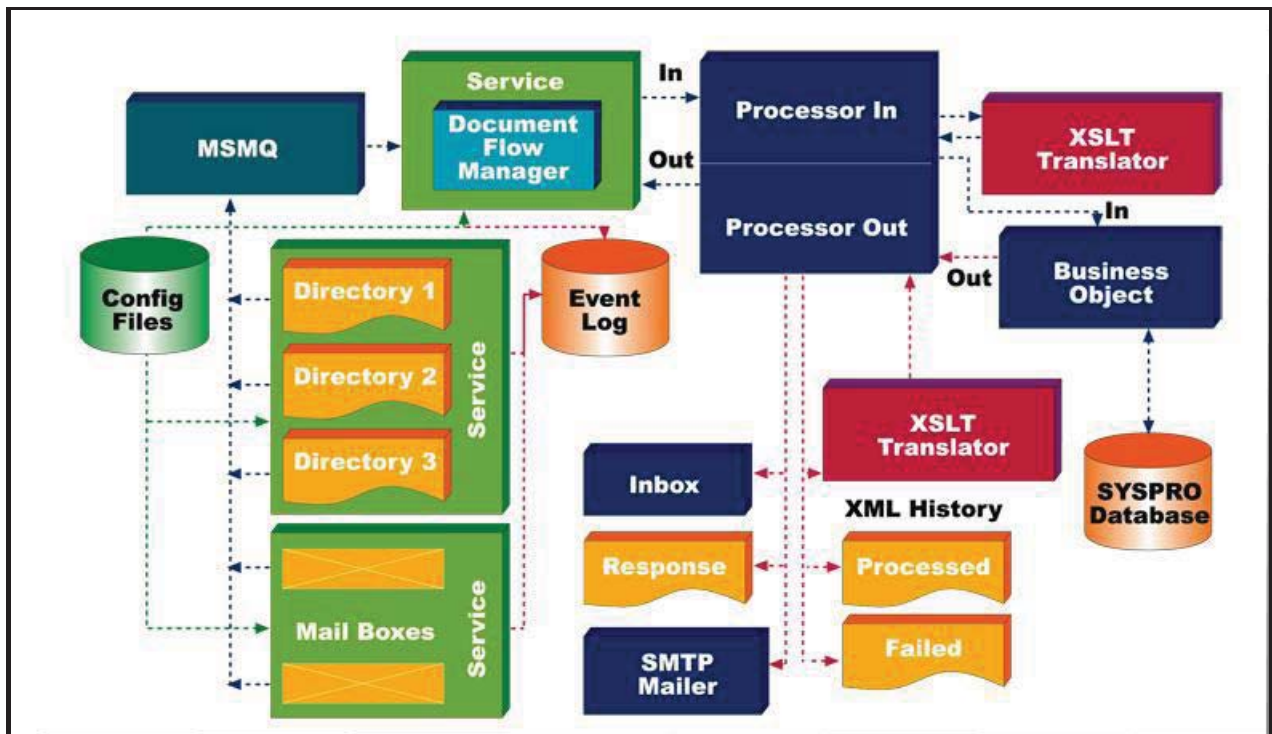 Service
Document
Flow
Manager
In
Out
MSMQ
Processor In
Processor Out
XSLT
Translator
In
Out
Business
Object
Config
Files
Directory 1
Directory 2
Directory 3
Service
Event
Log
XSLT
Translator
Inbox
XML History
SYSPRO
Database
Response
Processed
Mail Boxes
Service
SMTP
Mailer
Failed